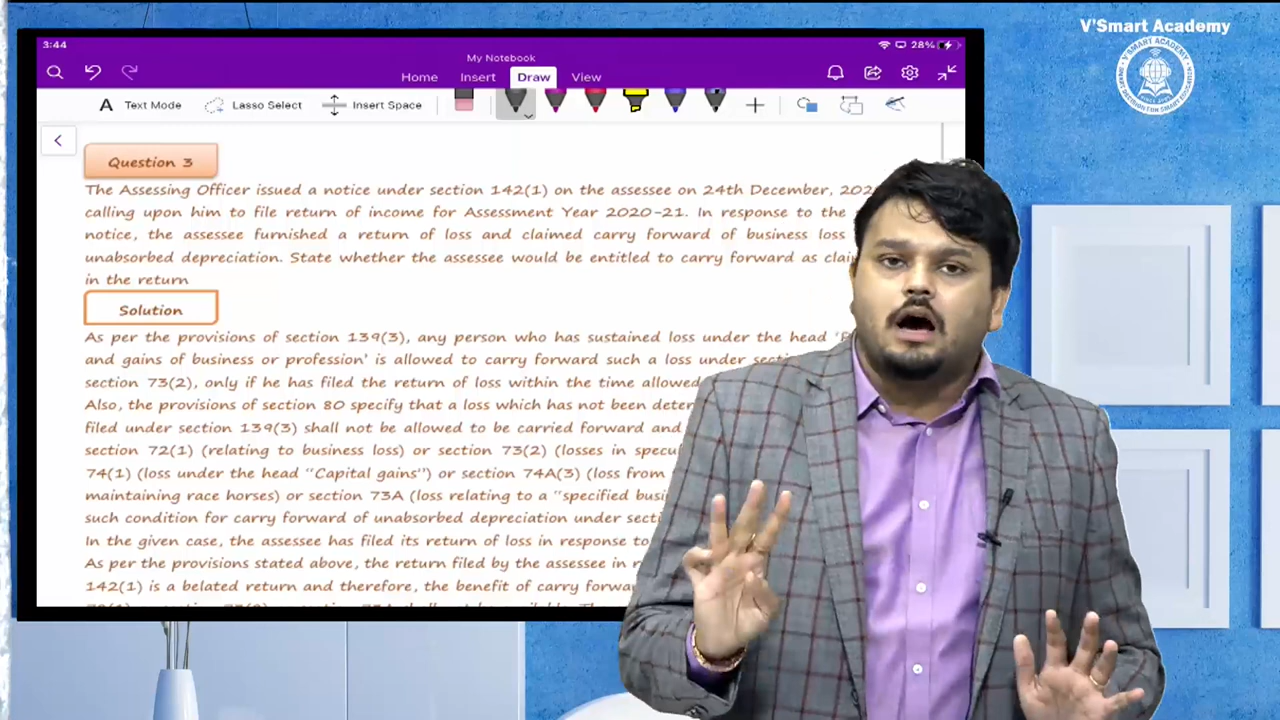 V'Smart Academy
3:44
28%
My Notebook
Home Insert Draw View
A Text Mode Lasso Select Insert Space
Question 3
The Assessing Officer issued a notice under section 142(1) on the assessee on 24th December,
calling upon him to file return of income for Assessment Year 2020-21. In response to the
notice, the assessee furnished a return of loss and claimed carry forward of business loss
unabsorbed depreciation. State whether the assessee would be entitled to carry forward as
in the return
Solution
As per the provisions of section 139(3), any person who has sustained loss under the head
and gains of business or profession' is allowed to carry forward such a loss under
section 73(2), only if he has filed the return of loss within the time allowed
Also, the provisions of section 80 specify that a loss which has not been
filed under section 139(3) shall not be allowed to be carried forward and
section 72(1) (relating to business loss) or section 73(2) (losses in
74(1) (loss under the head "Capital gains") or section 74A(3) (loss from
maintaining race horses) or section 73A (loss relating to a "specified
such condition for carry forward of unabsorbed depreciation under
In the given case, the assessee has filed its return of loss in response to
As per the provisions stated above, the return filed by the assessee in
142(1) is a belated return and therefore, the benefit of carry